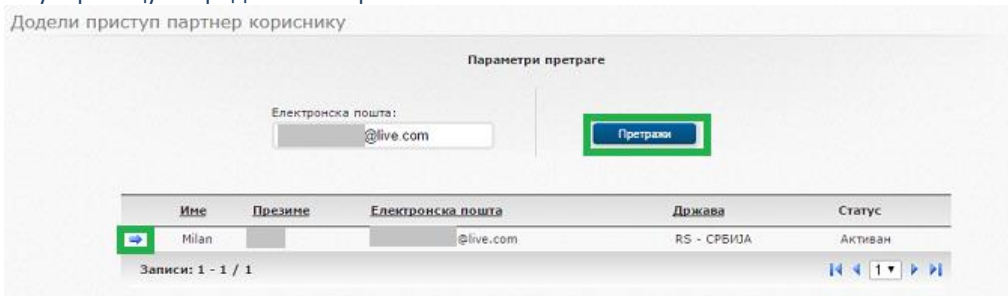 Додели приступ партнер кориснику
Параметри претраге
Електронска пошта:
@live.com
Претражи
Име Презиме Електронска пошта Држава Статус
Milan @live.com RS - СРБИЈА Активан
Записи: 1 - 1 / 1 1